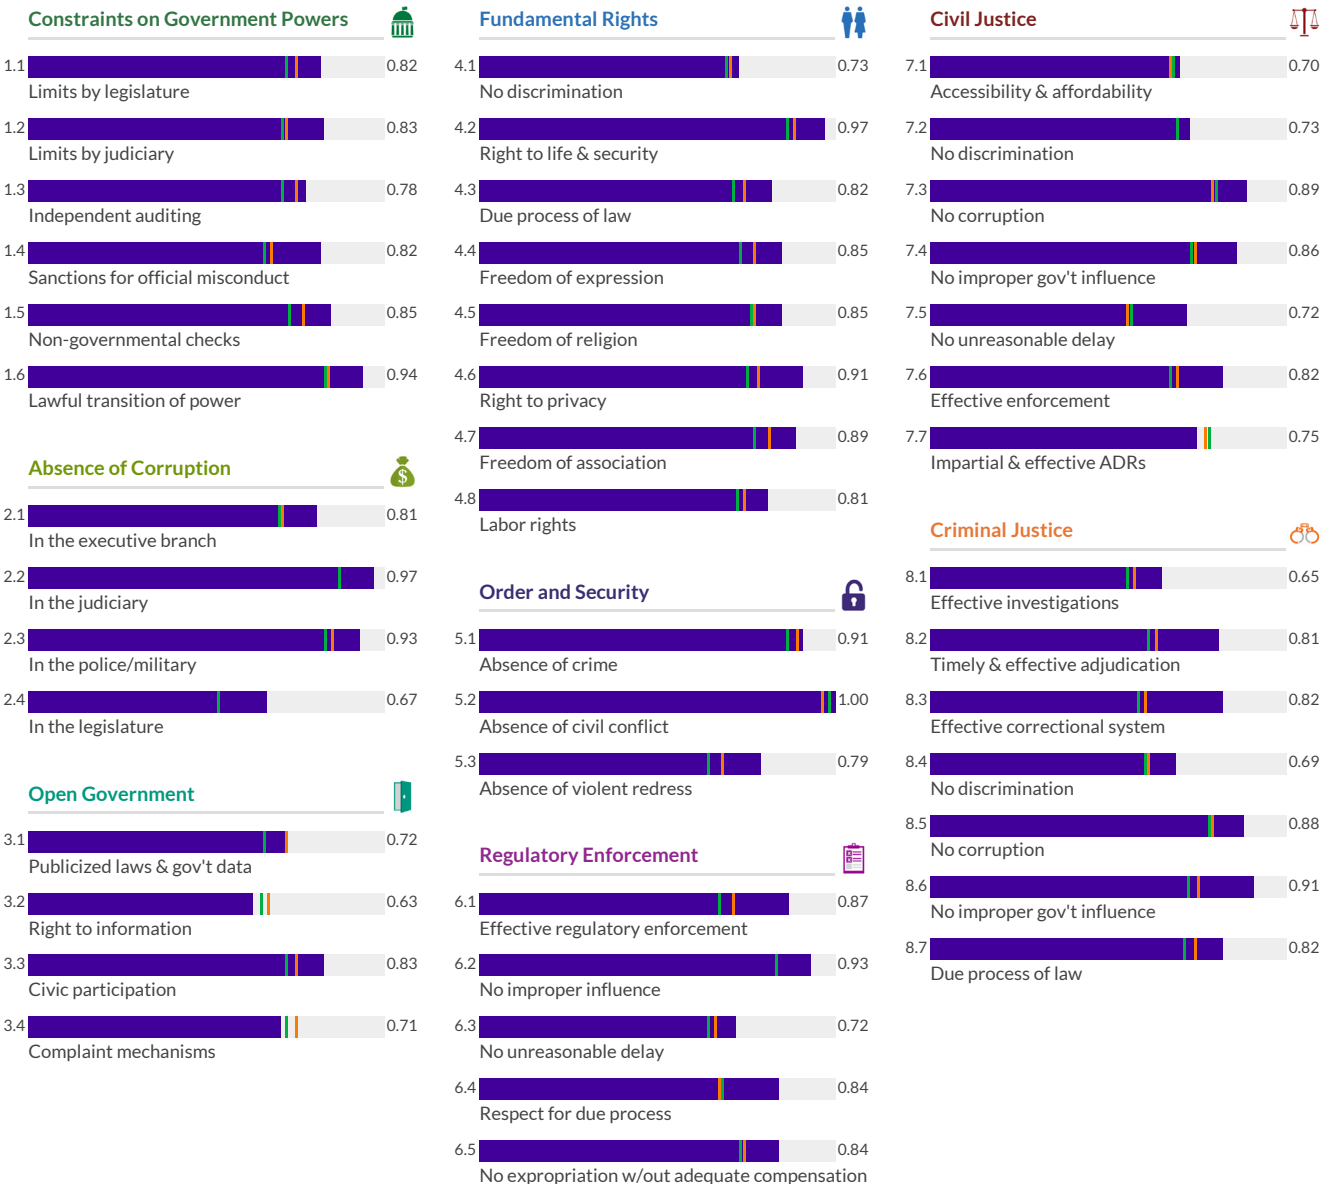 Constraints on Government Powers
1.1 0.82
Limits by legislature
1.2 0.83
Limits by judiciary
1.3 0.78
Independent auditing
1.4 0.82
Sanctions for official misconduct
1.5 0.85
Non-governmental checks
1.6 0.94
Lawful transition of power
Absence of Corruption
$
2.1 0.81
In the executive branch
2.2 0.97
In the judiciary
2.3 0.93
In the police/military
2.4 0.67
In the legislature
Open Government
3.1 0.72
Publicized laws & gov't data
3.2 0.63
Right to information
3.3 0.83
Civic participation
3.4 0.71
Complaint mechanisms
Fundamental Rights
4.1 0.73
No discrimination
4.2 0.97
Right to life & security
4.3 0.82
Due process of law
4.4 0.85
Freedom of expression
4.5 0.85
Freedom of religion
4.6 0.91
Right to privacy
4.7 0.89
Freedom of association
4.8 0.81
Labor rights
Order and Security
5.1 0.91
Absence of crime
5.2 1.00
Absence of civil conflict
5.3 0.79
Absence of violent redress
Regulatory Enforcement
6.1 0.87
Effective regulatory enforcement
6.2 0.93
No improper influence
6.3 0.72
No unreasonable delay
6.4 0.84
Respect for due process
6.5 0.84
No expropriation w/out adequate compensation
Civil Justice
7.1 0.70
Accessibility & affordability
7.2 0.73
No discrimination
7.3 0.89
No corruption
7.4 0.86
No improper gov't influence
7.5 0.72
No unreasonable delay
7.6 0.82
Effective enforcement
7.7 0.75
Impartial & effective ADRs
Criminal Justice
8.1 0.65
Effective investigations
8.2 0.81
Timely & effective adjudication
8.3 0.82
Effective correctional system
8.4 0.69
No discrimination
8.5 0.88
No corruption
8.6 0.91
No improper gov't influence
8.7 0.82
Due process of law